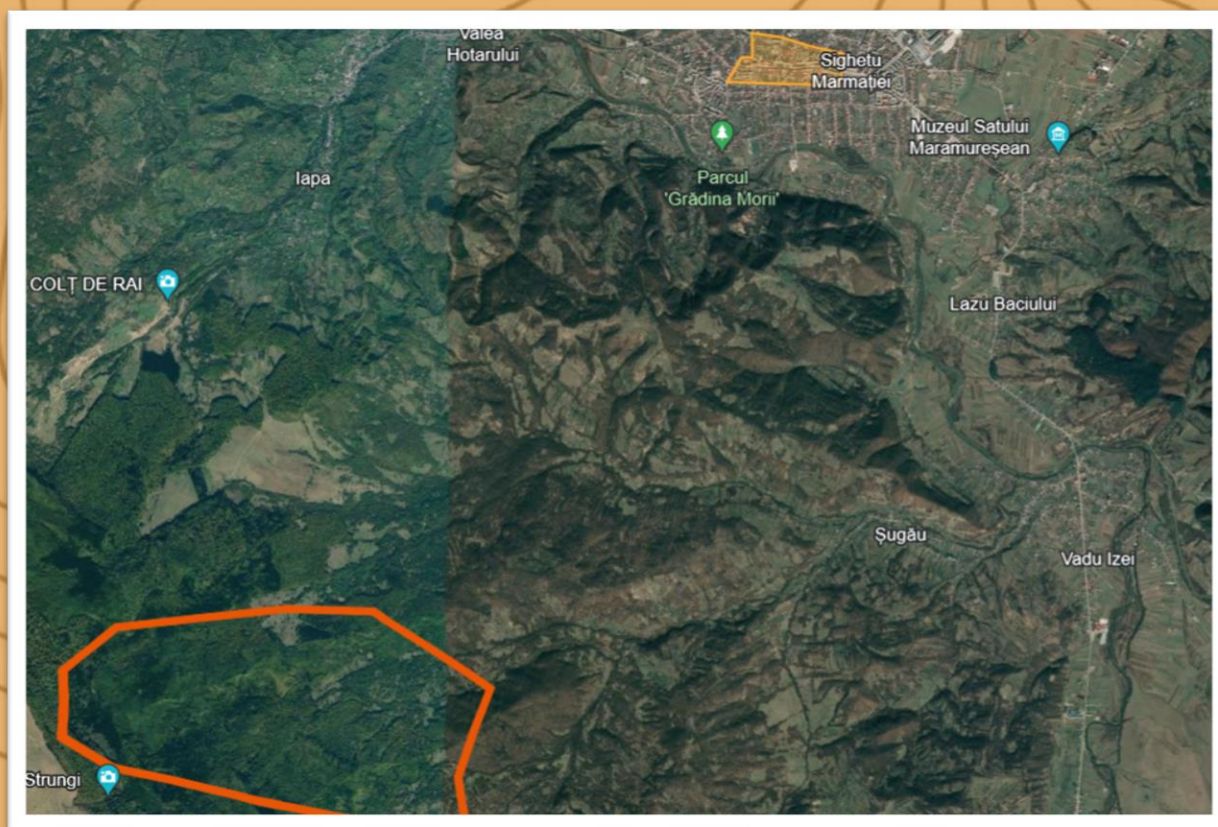 Valea
Hotarului
Sighetu
Marmației
Muzeul Satului
Maramureșean
Parcul
'Grădina Morii'
Iapa
COLȚ DE RAI
Lazu Baciului
Șugău
Vadu Izei
Strungi